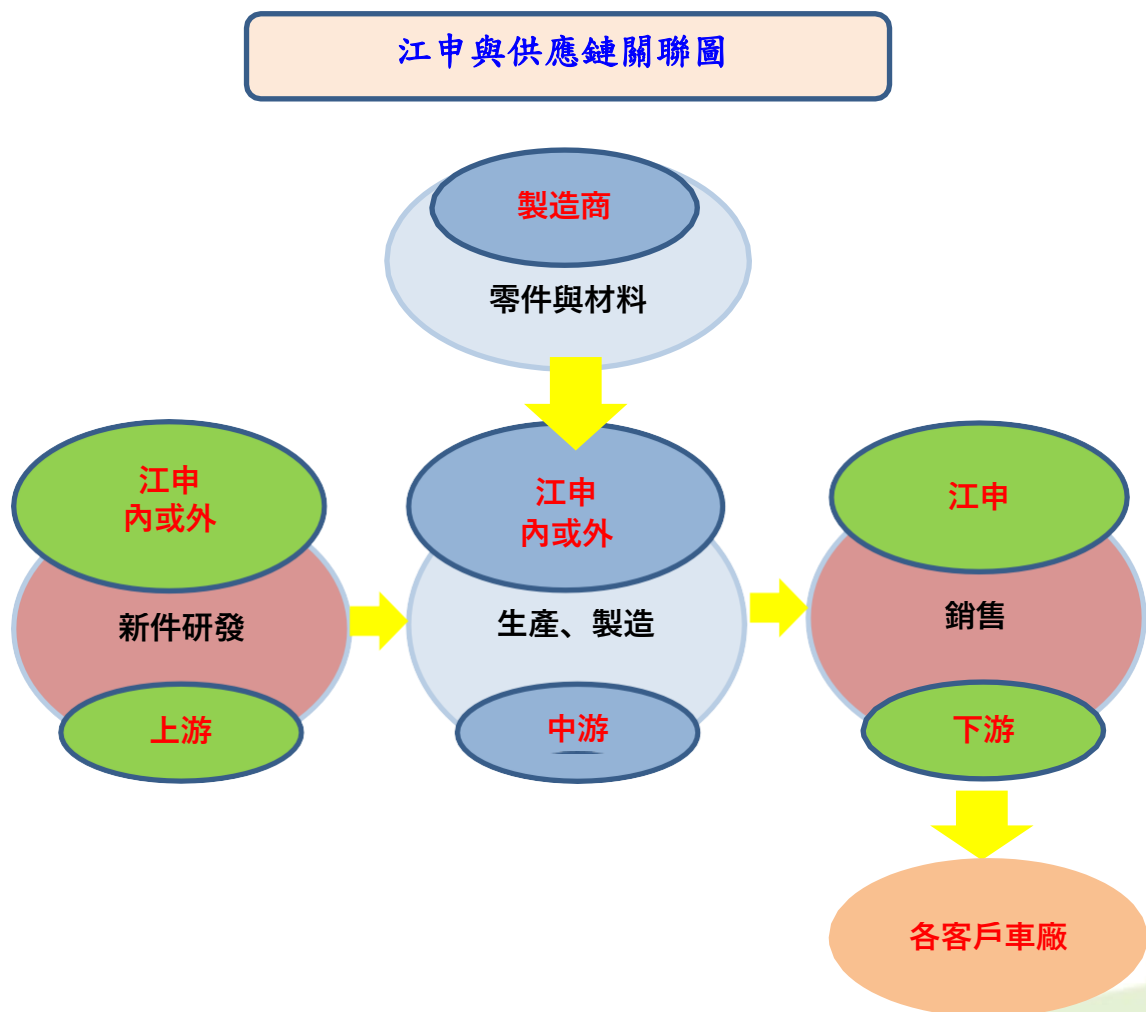 江申與供應鏈關聯圖
製造商
零件與材料
江申
內或外
新件研發
上游
江申
內或外
生產、製造
中游
江申
銷售
下游
各客戶車廠